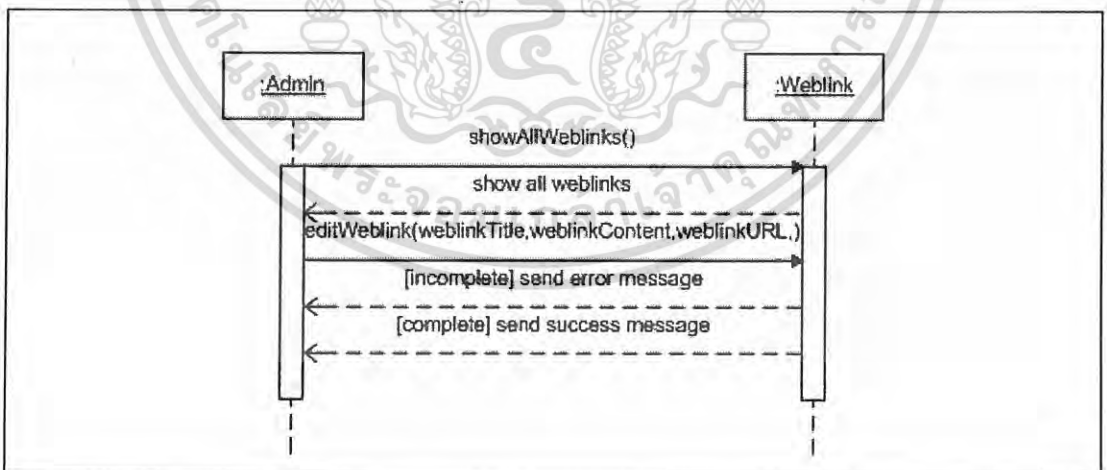 :Admin
:Weblink
showAllWeblinks()
show all weblinks
editWeblink(weblinkTitle,weblinkContent,weblinkURL,)
[incomplete] send error message
[complete] send success message